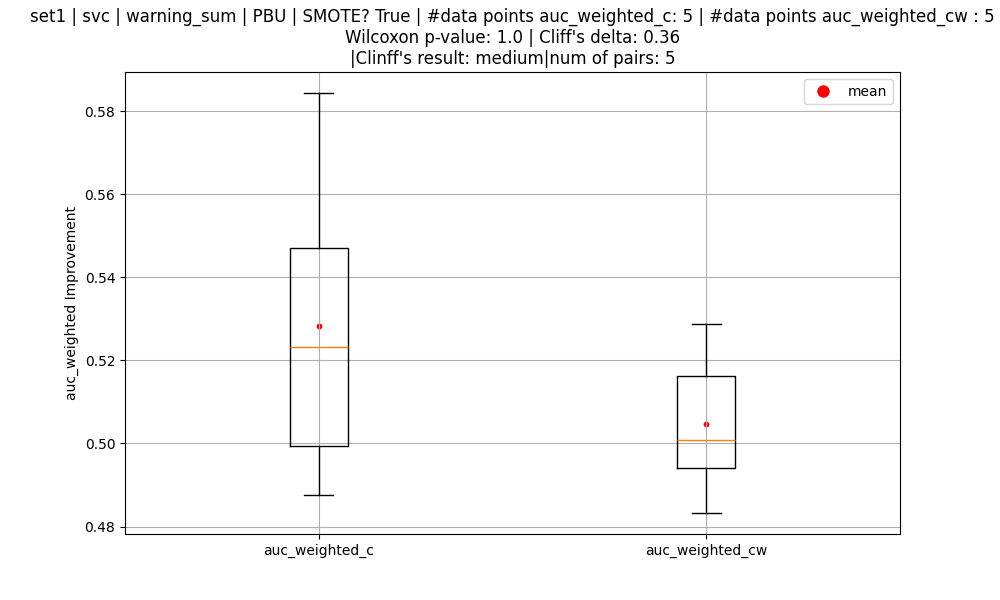 set1 | svc | warning_sum | PBU | SMOTE? True | #data points auc_weighted_c: 5 | #data points auc_weighted_cw : 5
Wilcoxon p-value: 1.0 | Cliff's delta: 0.36
|Clinff's result: medium|num of pairs: 5
mean
0.58
0.56
0.54
0.52
0.50
0.48
auc_weighted Improvement
auc_weighted_c
auc_weighted_cw